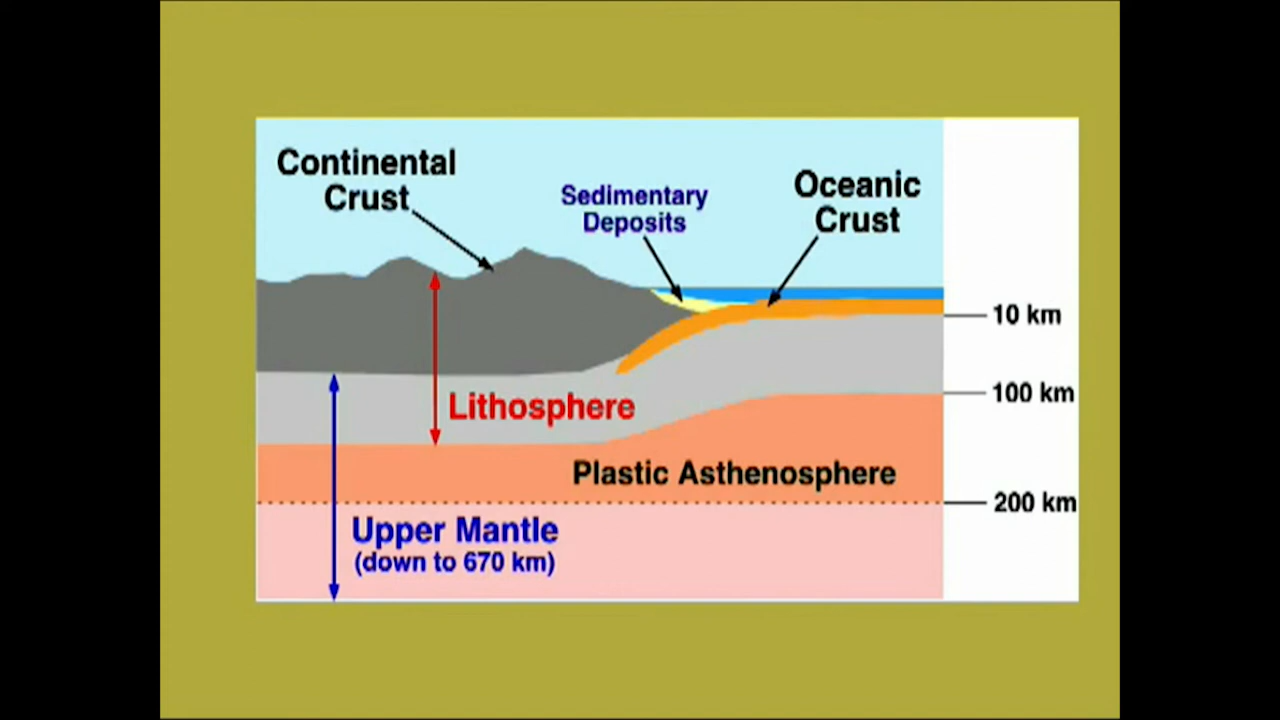 Continental
Crust
Sedimentary
Deposits
Oceanic
Crust
10 km
100 km
Lithosphere
Plastic Asthenosphere
200 km
Upper Mantle
(down to 670 km)